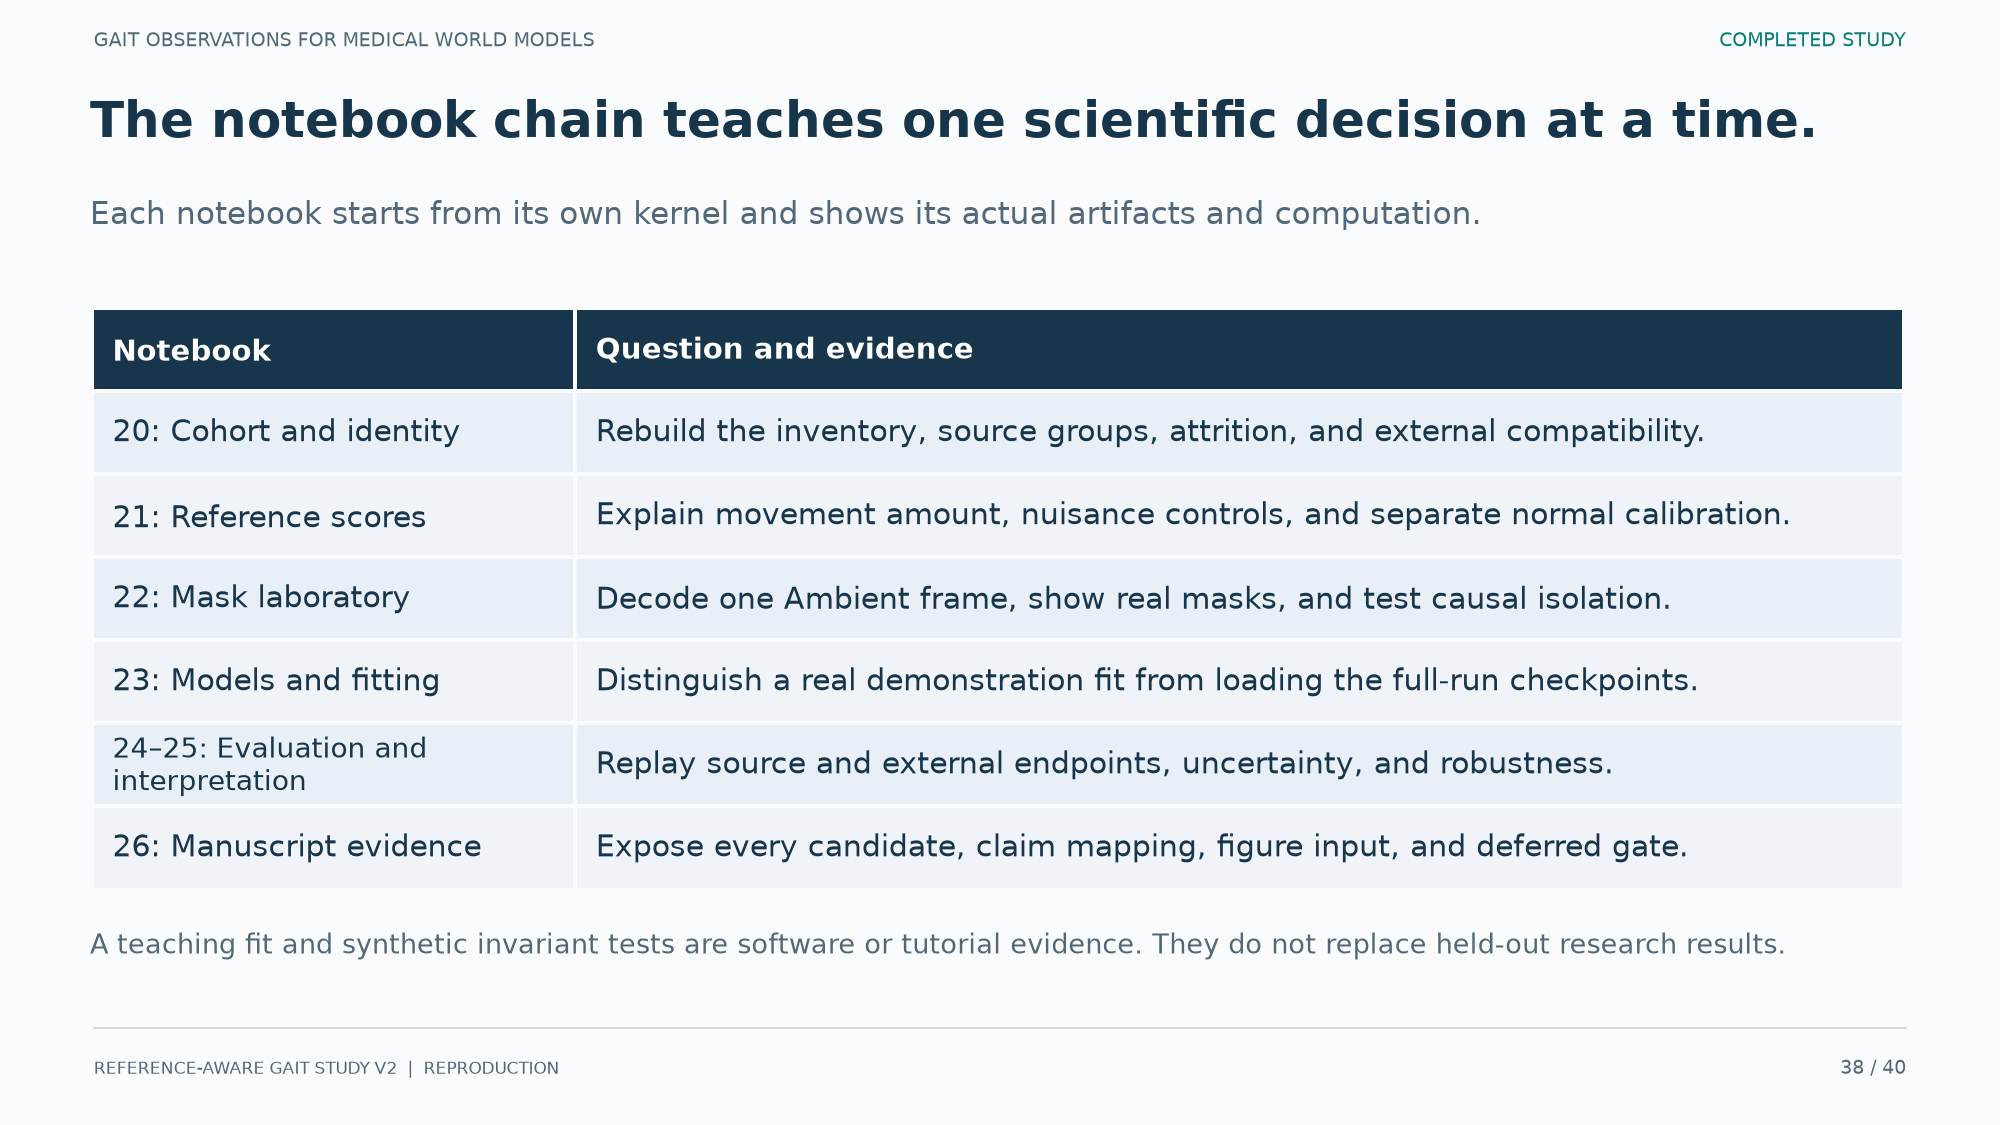 GAIT OBSERVATIONS FOR MEDICAL WORLD MODELS
COMPLETED STUDY
The notebook chain teaches one scientific decision at a time.
Each notebook starts from its own kernel and shows its actual artifacts and computation.
Notebook
Question and evidence
20: Cohort and identity
Rebuild the inventory, source groups, attrition, and external compatibility.
21: Reference scores
Explain movement amount, nuisance controls, and separate normal calibration.
22: Mask laboratory
Decode one Ambient frame, show real masks, and test causal isolation.
23: Models and fitting
Distinguish a real demonstration fit from loading the full-run checkpoints.
24–25: Evaluation and
interpretation
Replay source and external endpoints, uncertainty, and robustness.
26: Manuscript evidence
Expose every candidate, claim mapping, figure input, and deferred gate.
A teaching fit and synthetic invariant tests are software or tutorial evidence. They do not replace held-out research results.
REFERENCE-AWARE GAIT STUDY V2 | REPRODUCTION
38 / 40